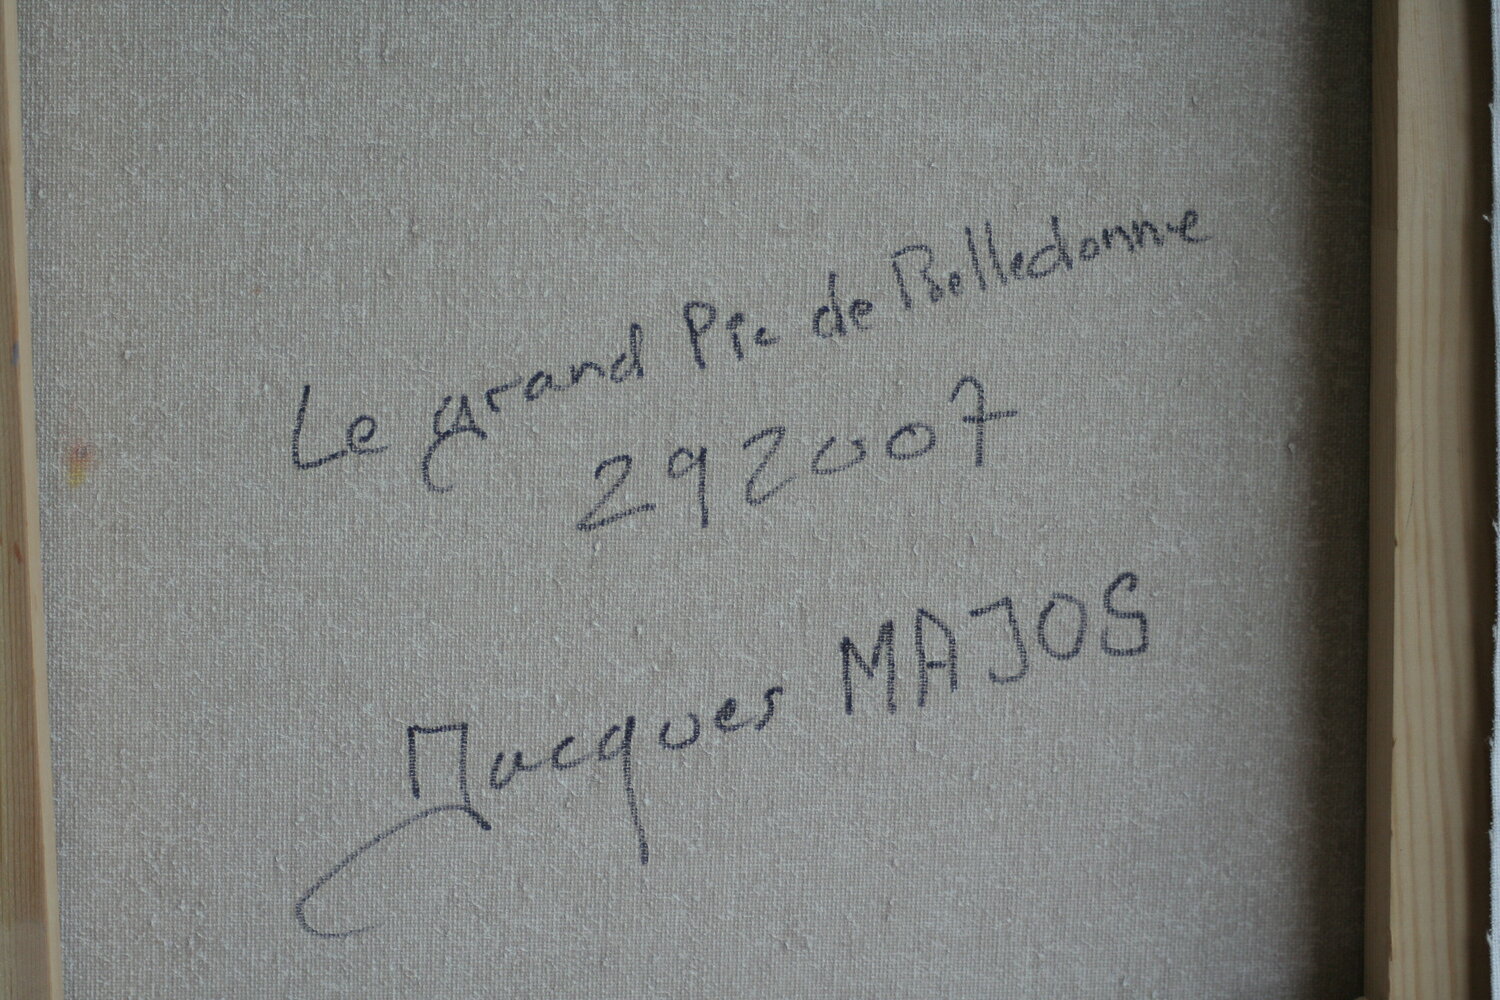 Le grand Pic de Belledonne
292007
Jacques MAJOS